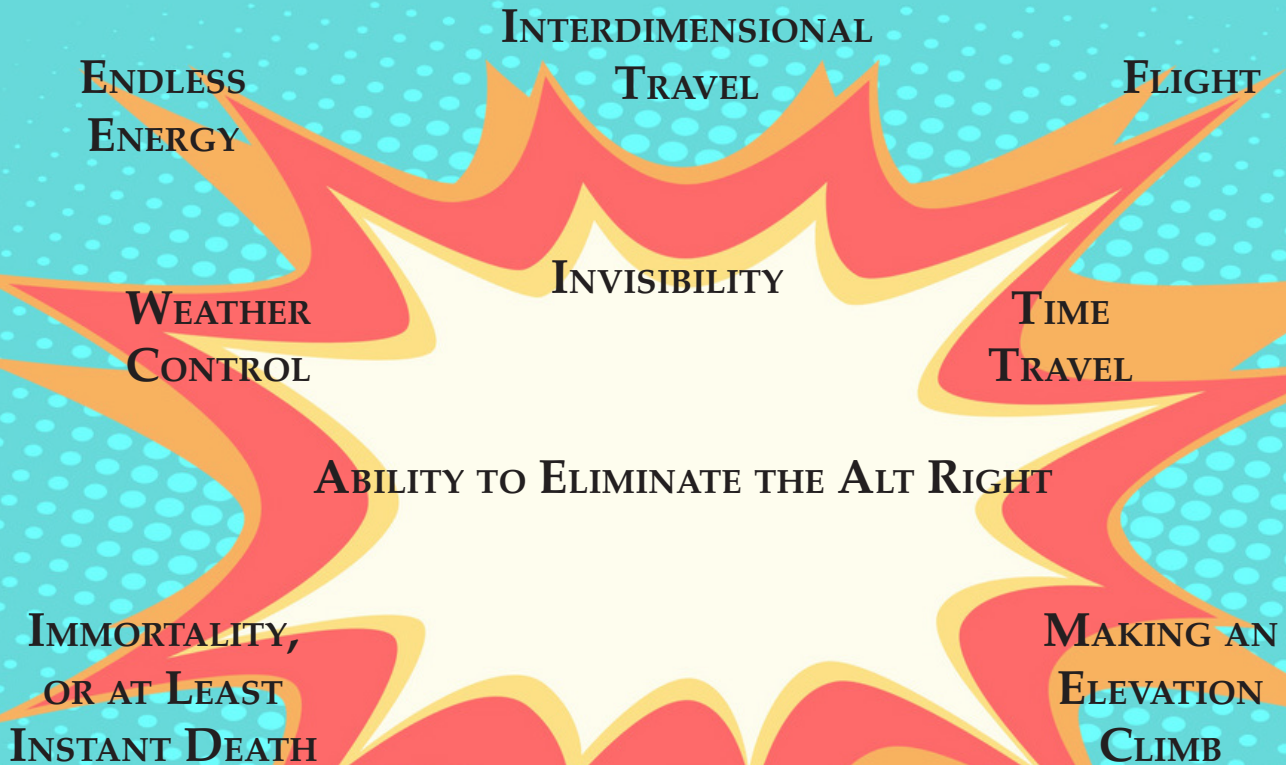 Interdimensional
Travel
Endless
Energy
Flight
Invisibility
Weather
Control
Time
Travel
Ability to Eliminate the Alt Right
Immortality,
or at Least
Instant Death
Making an
Elevation
Climb